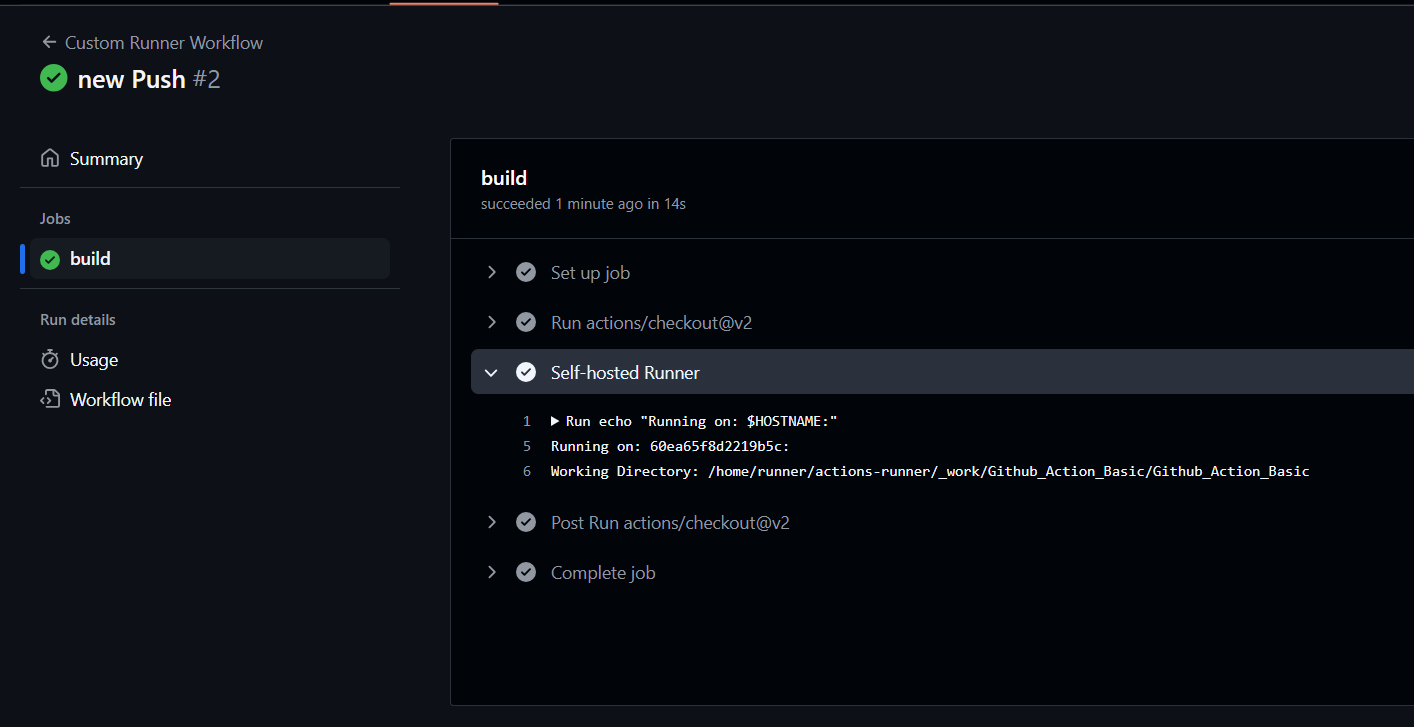 Custom Runner Workflow
new Push #2
Summary
Jobs
build
Run details
Usage
Workflow file
build
succeeded 1 minute ago in 14s
Set up job
Run actions/checkout@v2
Self-hosted Runner
1 Run echo "Running on: $HOSTNAME:"
5 Running on: 60ea65f8d2219b5c:
6 Working Directory: /home/runner/actions-runner/_work/Github_Action_Basic/Github_Action_Basic
Post Run actions/checkout@v2
Complete job